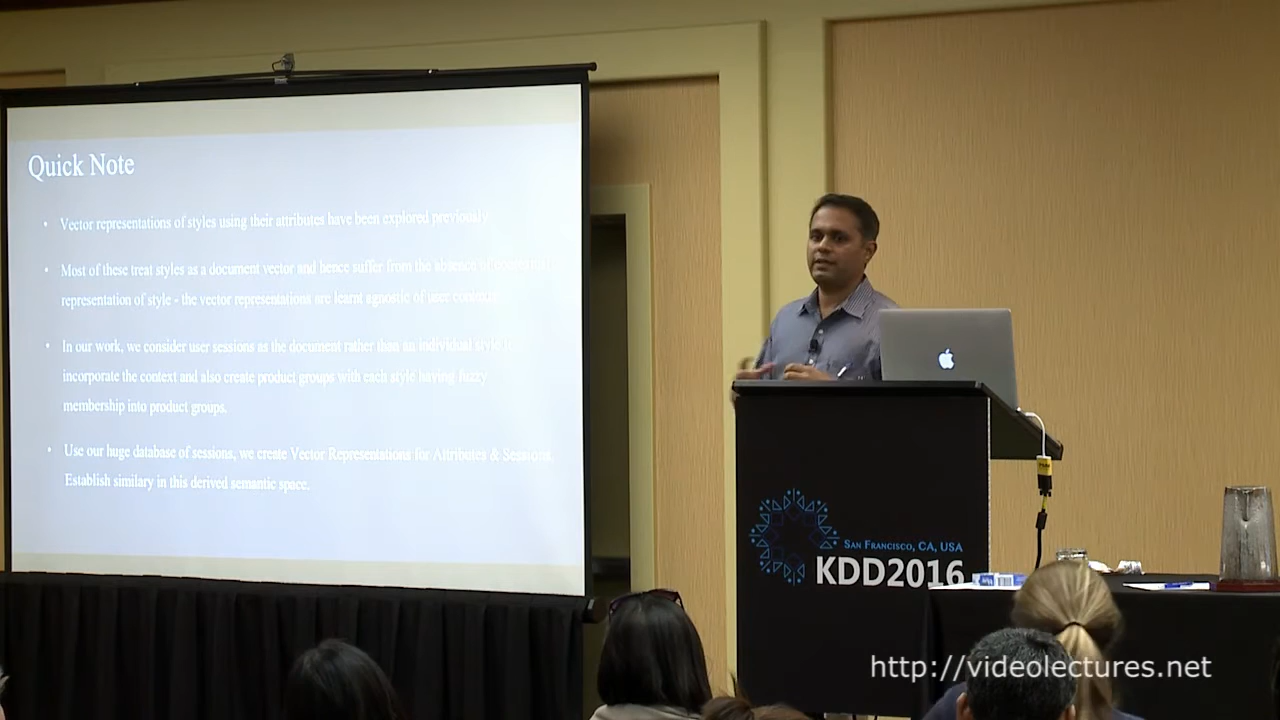 Quick Note
• Vector representations of styles using their attributes have been explored previously
• Most of these treat styles as a document vector and hence suffer from the absence of
representation of style - the vector representations are learnt agnostic of user context
• In our work, we consider user sessions as the document rather than an individual style
incorporate the context and also create product groups with each style having fuzzy
membership into product groups.
• Use our huge database of sessions, we create Vector Representations for Attributes & Sessions.
Establish similary in this derived semantic space.
San Francisco, CA, USA
KDD2016
http://videolectures.net